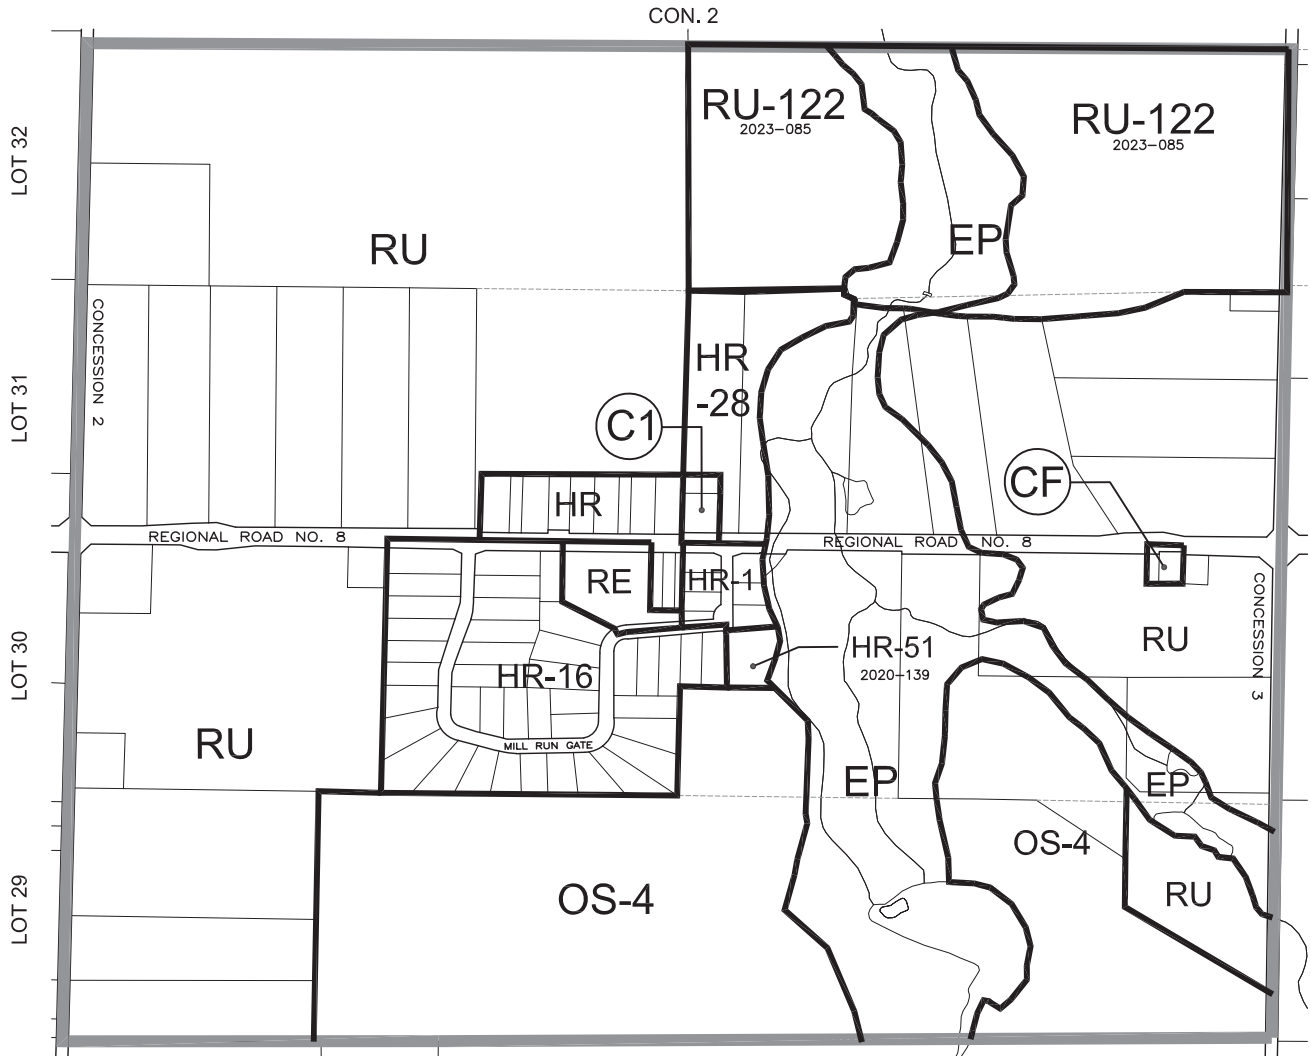 CON. 2
RU-122
2023-085
RU-122
2023-085
LOT 32
RU
EP
CONCESSION 2
LOT 31
HR
-28
C1
HR
CF
REGIONAL ROAD NO. 8
REGIONAL ROAD NO. 8
RE
HR-1
CONCESSION 3
LOT 30
HR-16
HR-51
2020-139
RU
RU
MILL RUN GATE
EP
EP
OS-4
LOT 29
OS-4
RU